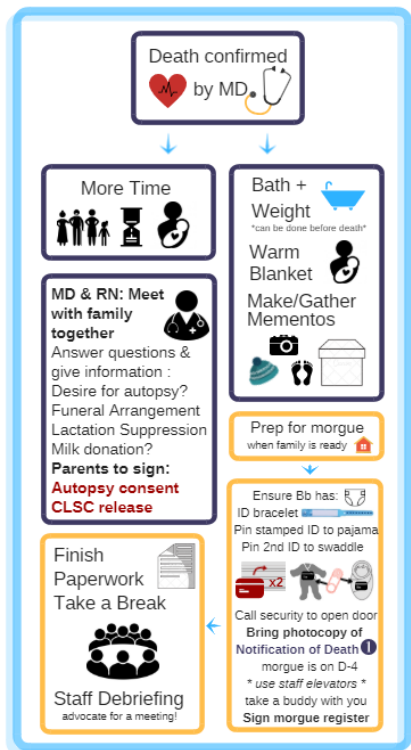 Death confirmed
by MD
More Time
Bath +
Weight
*can be done before death*
Warm
Blanket
Make/Gather
Mementos
MD & RN: Meet
with family
together
Answer questions &
give information :
Desire for autopsy?
Funeral Arrangement
Lactation Suppression
Milk donation?
Parents to sign:
Autopsy consent
CLSC release
Prep for morgue
when family is ready
Ensure Bb has:
ID bracelet
Pin stamped ID to pajama
Pin 2nd ID to swaddle
x2
Call security to open door
Bring photocopy of
Notification of Death
morgue is on D-4
* use staff elevators *
take a buddy with you
Sign morgue register
Finish
Paperwork
Take a Break
Staff Debriefing
advocate for a meeting!